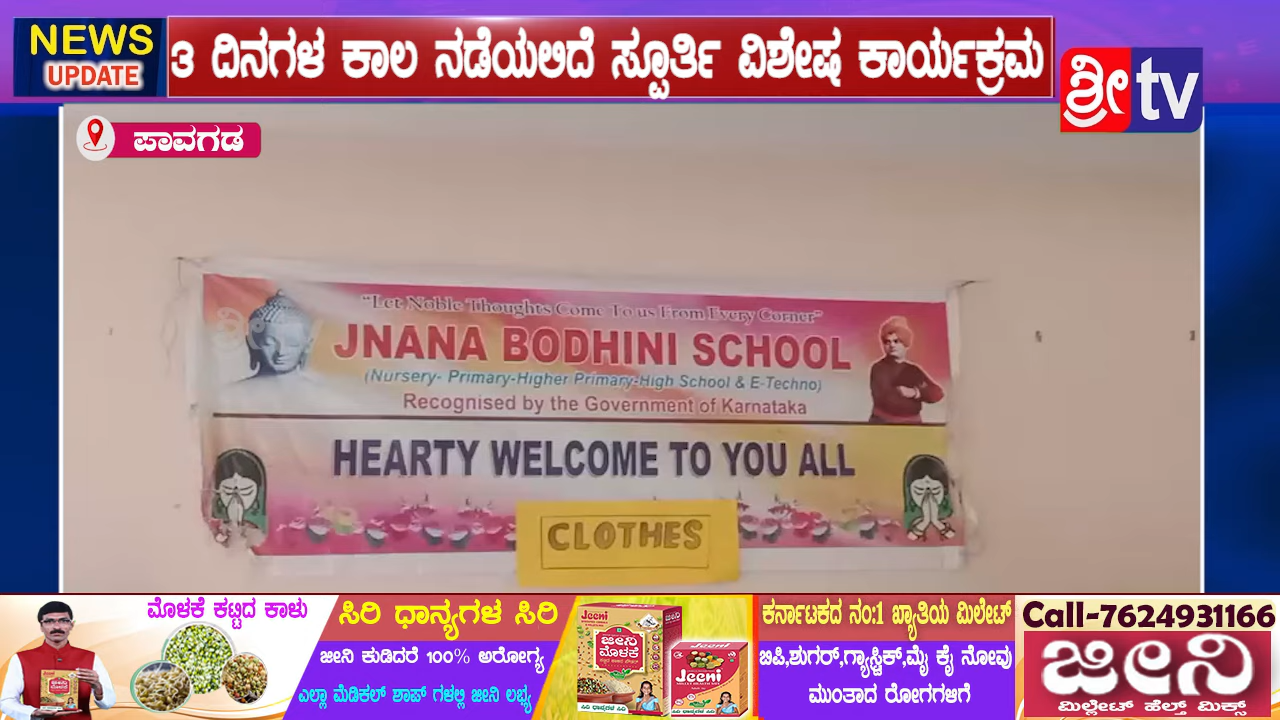 NEWS
UPDATE
3 ದಿನಗಳ ಕಾಲ ನಡೆಯಲಿದೆ ಸ್ಪೂರ್ತಿ ವಿಶೇಷ ಕಾರ್ಯಕ್ರಮ
ಶ್ರೀ tv
ಪಾವಗಡ
"Let Noble Thoughts Come To us From Every Corner"
JNANA BODHINI SCHOOL
(Nursery- Primary-Higher Primary-High School & E-Techno)
Recognised by the Government of Karnataka
HEARTY WELCOME TO YOU ALL
CLOTHES
ಮೊಳಕೆ ಕಟ್ಟಿದ ಕಾಳು
ಸಿರಿ ಧಾನ್ಯಗಳ ಸಿರಿ
ಜೀನಿ ಕುಡಿದರೆ 100% ಅರೋಗ್ಯ
ಎಲ್ಲಾ ಮೆಡಿಕಲ್ ಶಾಪ್ ಗಳಲ್ಲಿ ಜೀನಿ ಲಭ್ಯ
Jeeni
ಜೀನಿ
ಮೊಳಕೆ
ಸಿರಿ ಧಾನ್ಯಗಳ ಸಿರಿ
Jeeni
ಕರ್ನಾಟಕದ ನಂ:1 ಖ್ಯಾತಿಯ ಮಿಲೇಟ್
ಬಿಪಿ,ಶುಗರ್,ಗ್ಯಾಸ್ಟ್ರಿಕ್,ಮೈ ಕೈ ನೋವು
ಮುಂತಾದ ರೋಗಗಳಿಗೆ
Call-7624931166
ಜೀನಿ
ಮಿಲ್ಲೇಟ್ ಹೆಲ್ತ್ ಮಿಕ್ಸ್